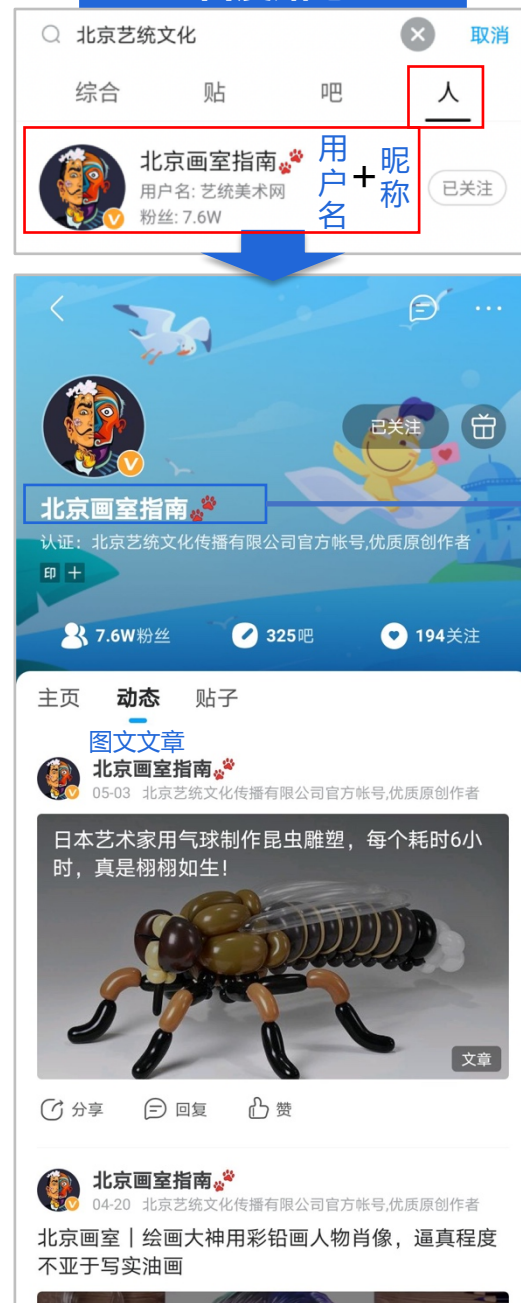 北京艺统文化
取消
综合 贴 吧 人
北京画室指南
用户名: 艺统美术网
粉丝: 7.6W
用户名+昵称
已关注
已关注
北京画室指南
认证：北京艺统文化传播有限公司官方帐号,优质原创作者
印
7.6W粉丝 325吧 194关注
主页 动态 贴子
图文文章
北京画室指南
05-03 北京艺统文化传播有限公司官方帐号,优质原创作者
日本艺术家用气球制作昆虫雕塑，每个耗时6小
时，真是栩栩如生！
文章
分享 回复 赞
北京画室指南
04-20 北京艺统文化传播有限公司官方帐号,优质原创作者
北京画室丨绘画大神用彩铅画人物肖像，逼真程度
不亚于写实油画